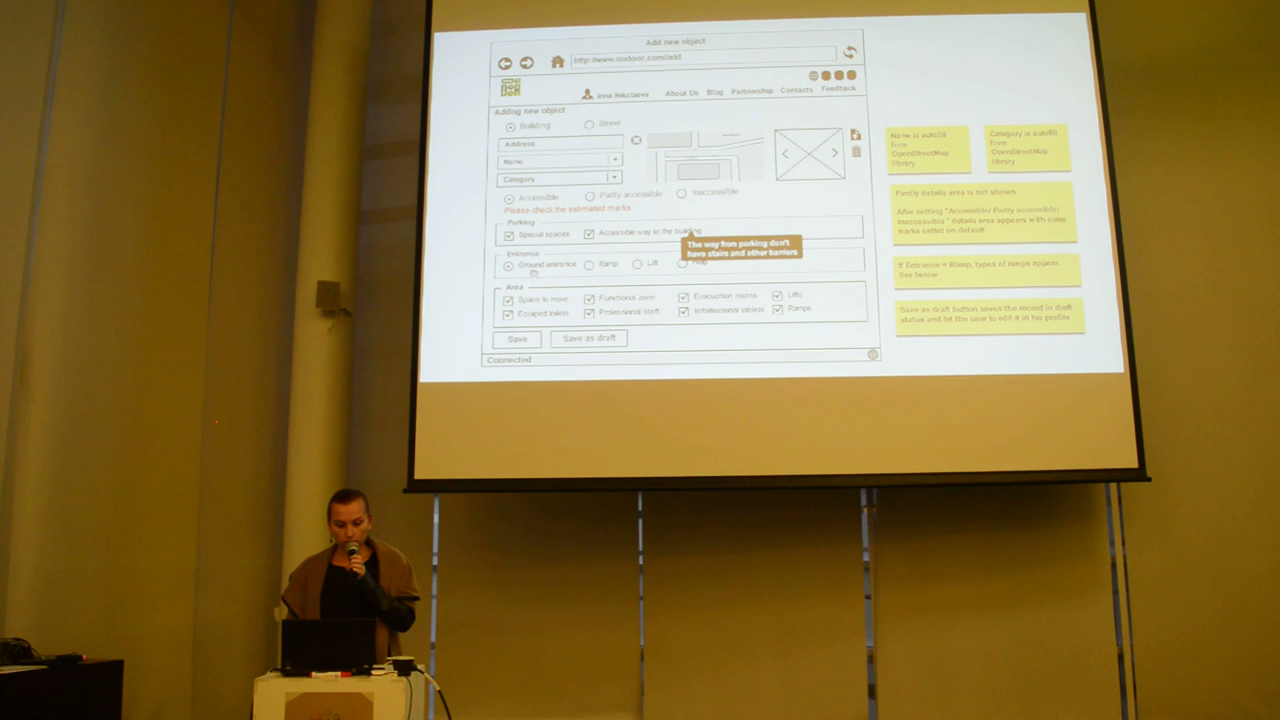 Add new object
http://www.oudoor.com/add
Inna Nikolaeva About Us Blog Partnership Contacts Feedback
Adding new object
Building Street
Address
Name
Category
Accessible Partly accessible Inaccessible
Please check the estimated marks
Parking
Special spaces Accessible way to the building
The way from parking don't
have stairs and other barriers
Entrance
Ground entrance Ramp Lift
Area
Space to move Functional zone Evacuation routes Lifts
Equiped toilets Professional staff Informational tablets Ramps
Save Save as draft
Connected
Name is autofill
form
OpenStreetMap
library
Category is autofill
form
OpenStreetMap
library
Firstly details area is not shown
After setting "Accessible/ Partly accessible/
Inaccessible " details area appears with some
marks setted on default
If Entrance = Ramp, types of ramps appear.
See below
Save as draft button saves the record in draft
status and let the user to edit it in his profile